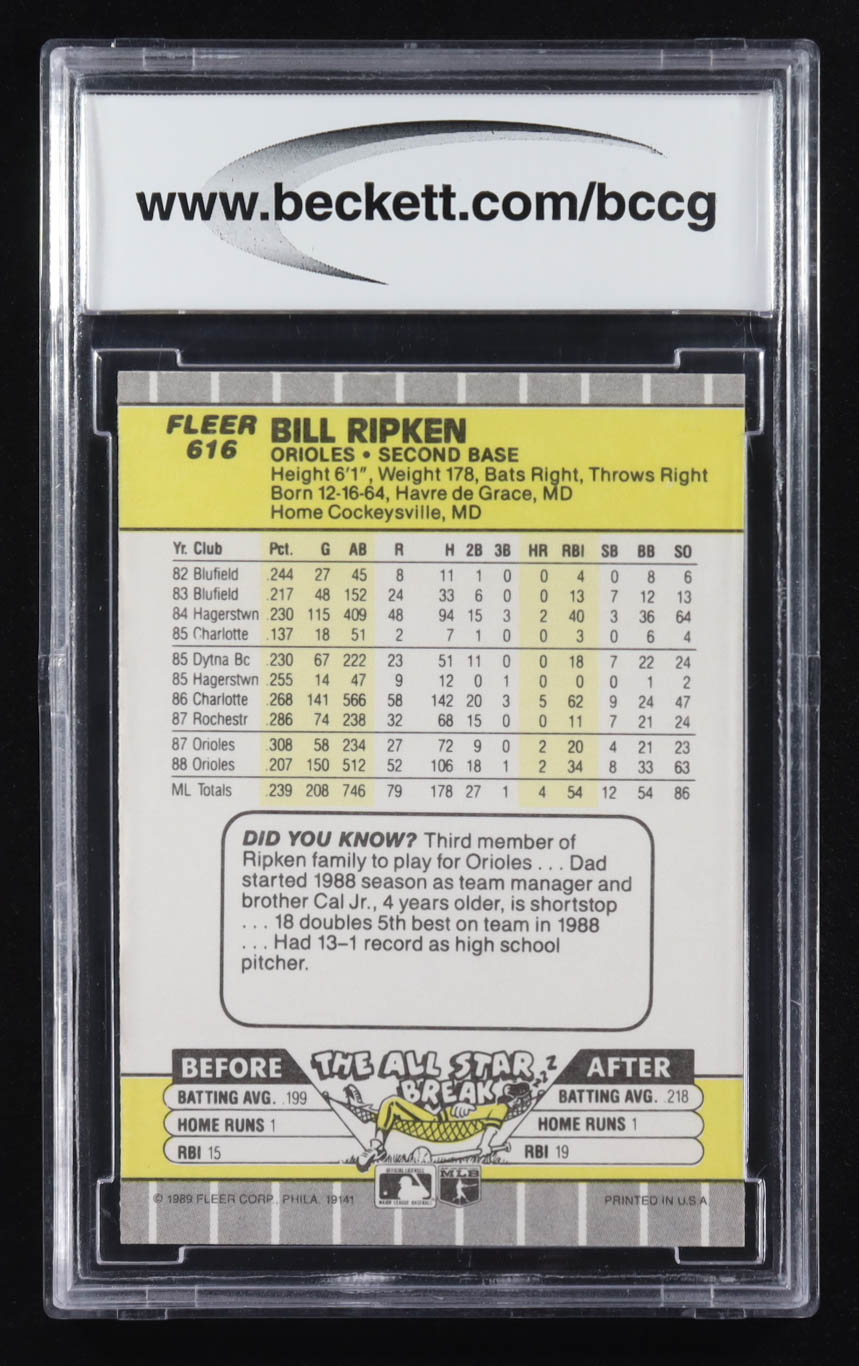 www.beckett.com/bccg
FLEER
616
BILL RIPKEN
ORIOLES • SECOND BASE
Height 6'1", Weight 178, Bats Right, Throws Right
Born 12-16-64, Havre de Grace, MD
Home Cockeysville, MD
Yr. Club Pct. G AB R H 2B 3B HR RBI SB BB SO
82 Blufield .244 27 45 8 11 1 0 0 4 0 8 6
83 Blufield .217 48 152 24 33 6 0 0 13 7 12 13
84 Hagerstwn .230 115 409 48 94 15 3 2 40 3 36 64
85 Charlotte .137 18 51 2 7 1 0 0 3 0 6 4
85 Dytna Bc .230 67 222 23 51 11 0 0 18 7 22 24
85 Hagerstwn .255 14 47 9 12 0 1 0 0 0 1 2
86 Charlotte .268 141 566 58 142 20 3 5 62 9 24 47
87 Rochestr .286 74 238 32 68 15 0 0 11 7 21 24
87 Orioles .308 58 234 27 72 9 0 2 20 4 21 23
88 Orioles .207 150 512 52 106 18 1 2 34 8 33 63
ML Totals .239 208 746 79 178 27 1 4 54 12 54 86
DID YOU KNOW? Third member of
Ripken family to play for Orioles . . . Dad
started 1988 season as team manager and
brother Cal Jr., 4 years older, is shortstop
. . . 18 doubles 5th best on team in 1988
. . . Had 13–1 record as high school
pitcher.
BEFORE THE ALL STAR BREAK ZZZZ AFTER
BATTING AVG. .199
HOME RUNS 1
RBI 15
BATTING AVG. .218
HOME RUNS 1
RBI 19
OFFICIAL LICENSEE
MAJOR LEAGUE BASEBALL
MLB
© 1989 FLEER CORP., PHILA. 19141
PRINTED IN U.S.A.